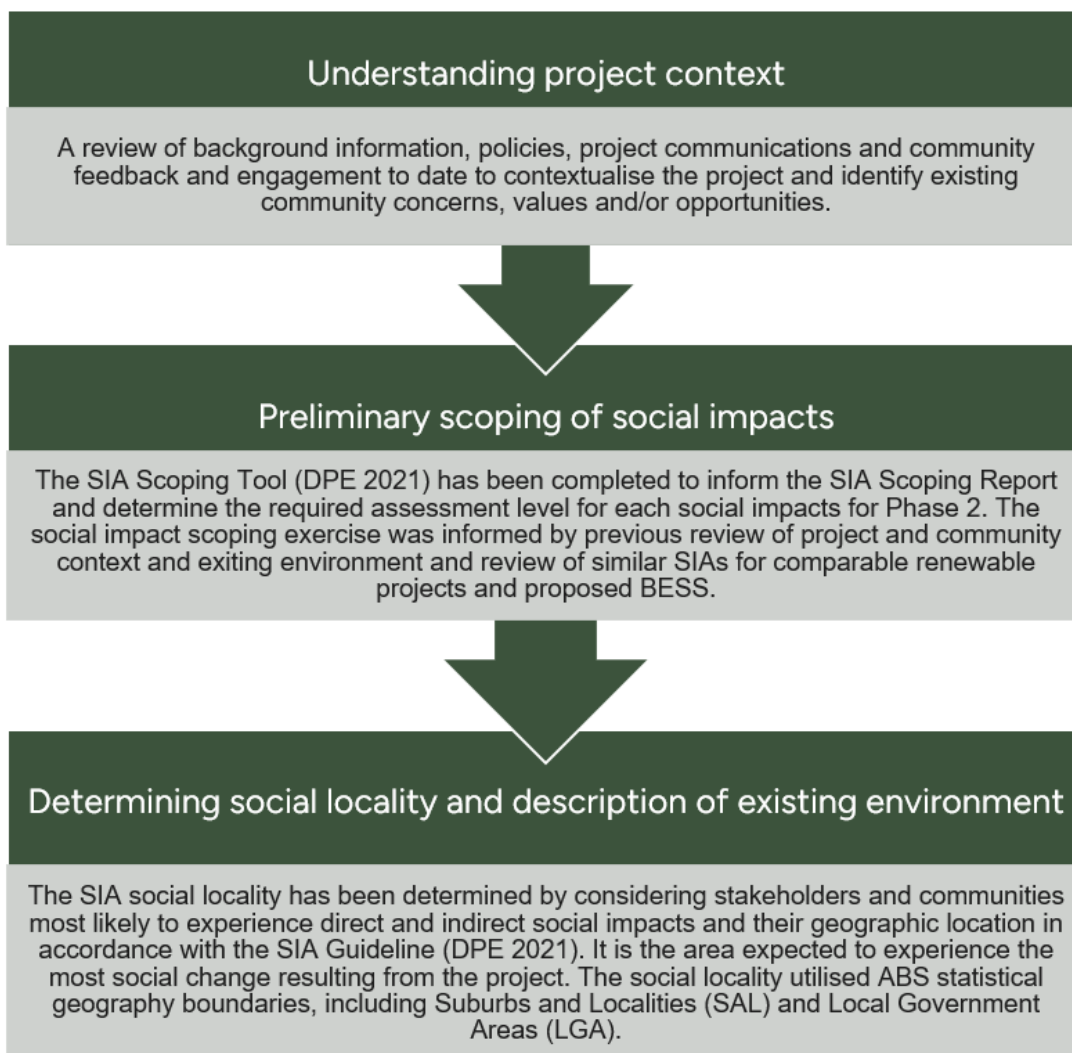 Understanding project context
A review of background information, policies, project communications and community
feedback and engagement to date to contextualise the project and identify existing
community concerns, values and/or opportunities.
Preliminary scoping of social impacts
The SIA Scoping Tool (DPE 2021) has been completed to inform the SIA Scoping Report
and determine the required assessment level for each social impacts for Phase 2. The
social impact scoping exercise was informed by previous review of project and community
context and exiting environment and review of similar SIAs for comparable renewable
projects and proposed BESS.
Determining social locality and description of existing environment
The SIA social locality has been determined by considering stakeholders and communities
most likely to experience direct and indirect social impacts and their geographic location in
accordance with the SIA Guideline (DPE 2021). It is the area expected to experience the
most social change resulting from the project. The social locality utilised ABS statistical
geography boundaries, including Suburbs and Localities (SAL) and Local Government
Areas (LGA).